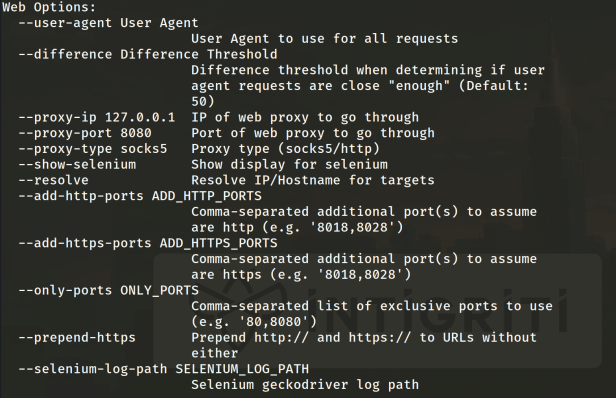 Web Options:
  --user-agent User Agent
                        User Agent to use for all requests
  --difference Difference Threshold
                        Difference threshold when determining if user
                        agent requests are close "enough" (Default:
                        50)
  --proxy-ip 127.0.0.1  IP of web proxy to go through
  --proxy-port 8080     Port of web proxy to go through
  --proxy-type socks5   Proxy type (socks5/http)
  --show-selenium       Show display for selenium
  --resolve             Resolve IP/Hostname for targets
  --add-http-ports ADD_HTTP_PORTS
                        Comma-separated additional port(s) to assume
                        are http (e.g. '8018,8028')
  --add-https-ports ADD_HTTPS_PORTS
                        Comma-separated additional port(s) to assume
                        are https (e.g. '8018,8028')
  --only-ports ONLY_PORTS
                        Comma-separated list of exclusive ports to use
                        (e.g. '80,8080')
  --prepend-https       Prepend http:// and https:// to URLs without
                        either
  --selenium-log-path SELENIUM_LOG_PATH
                        Selenium geckodriver log path
INTIGRITI